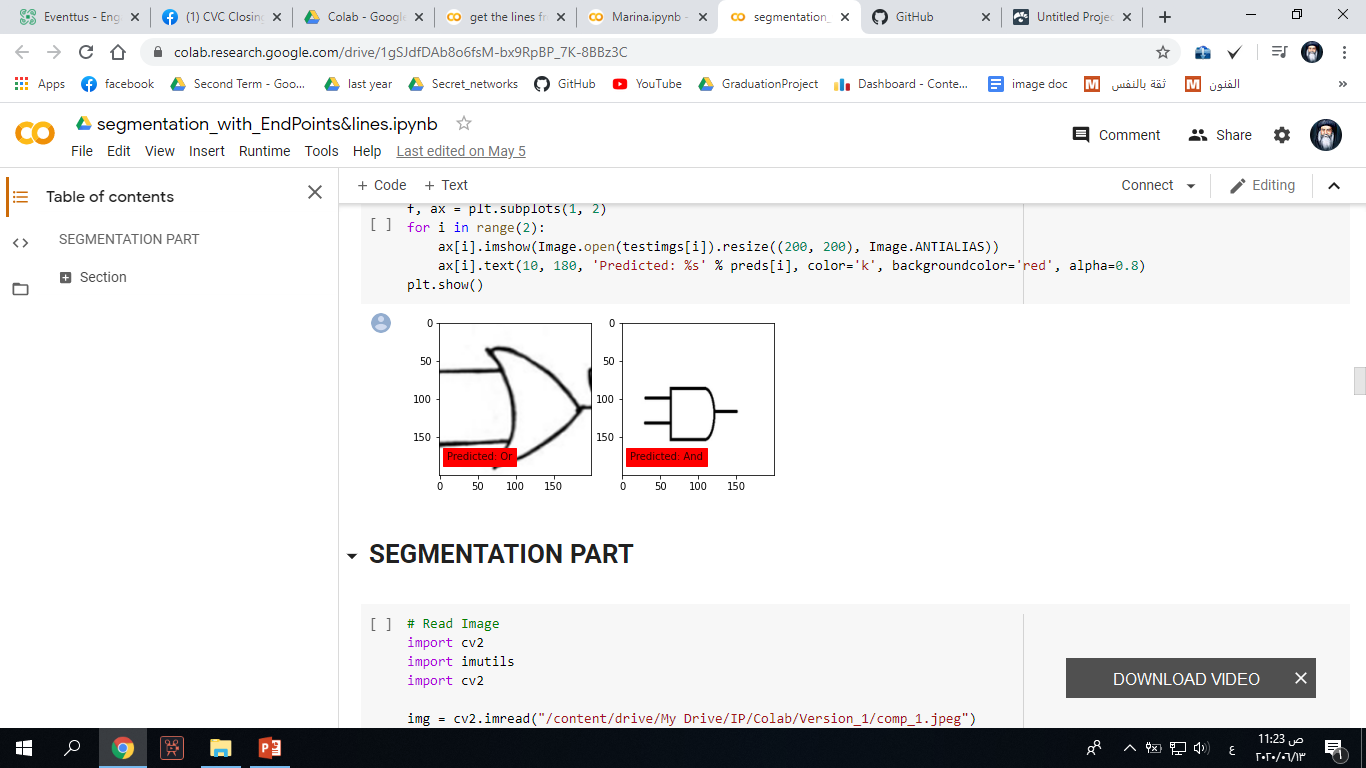 Eventtus - Eng
(1) CVC Closin
Colab - Google
get the lines fr
Marina.ipynb -
segmentation_
GitHub
Untitled Projec
colab.research.google.com/drive/1gSJdfDAb8o6fsM-bx9RpBP_7K-8BBz3C
Apps
facebook
Second Term - Goo...
last year
Secret_networks
GitHub
YouTube
GraduationProject
Dashboard - Conte...
image doc
ثقة بالنفس
الفنون
»
segmentation_with_EndPoints&lines.ipynb
File Edit View Insert Runtime Tools Help Last edited on May 5
Comment
Share
Table of contents
SEGMENTATION PART
Section
+ Code + Text
Connect
Editing
f, ax = plt.subplots(1, 2)
[ ] for i in range(2):
ax[i].imshow(Image.open(testimgs[i]).resize((200, 200), Image.ANTIALIAS))
ax[i].text(10, 180, 'Predicted: %s' % preds[i], color='k', backgroundcolor='red', alpha=0.8)
plt.show()
0
50
100
150
Predicted: Or
0 50 100 150
0
50
100
150
Predicted: And
0 50 100 150
SEGMENTATION PART
[ ] # Read Image
import cv2
import imutils
import cv2
img = cv2.imread("/content/drive/My Drive/IP/Colab/Version_1/comp_1.jpeg")
DOWNLOAD VIDEO
ع
11:23 ص
٢٠٢٠/٠٦/١٣
1